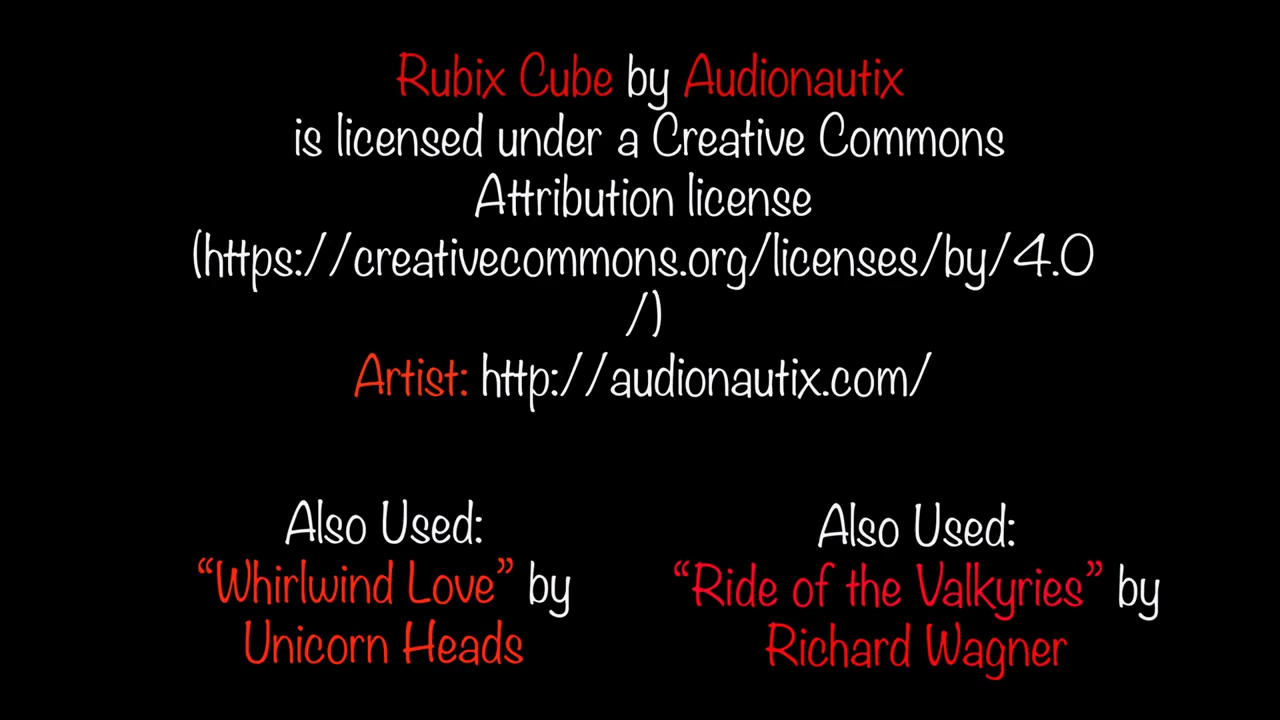 Rubix Cube by Audionautix
is licensed under a Creative Commons
Attribution license
(https://creativecommons.org/licenses/by/4.0
/)
Artist: http://audionautix.com/
Also Used:
“Whirlwind Love” by
Unicorn Heads
Also Used:
“Ride of the Valkyries” by
Richard Wagner